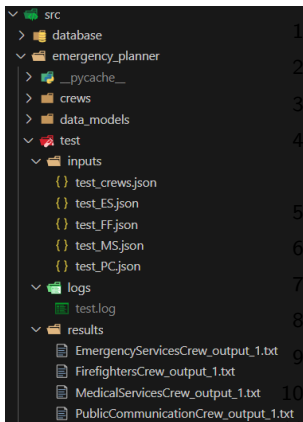 src
1
database
emergency_planner
2
__pycache__
crews
3
data_models
test
4
inputs
{} test_crews.json
{} test_ES.json
5
{} test_FF.json
{} test_MS.json
6
{} test_PC.json
logs
7
test.log
8
results
EmergencyServicesCrew_output_1.txt
9
FirefightersCrew_output_1.txt
MedicalServicesCrew_output_1.txt
10
PublicCommunicationCrew_output_1.txt